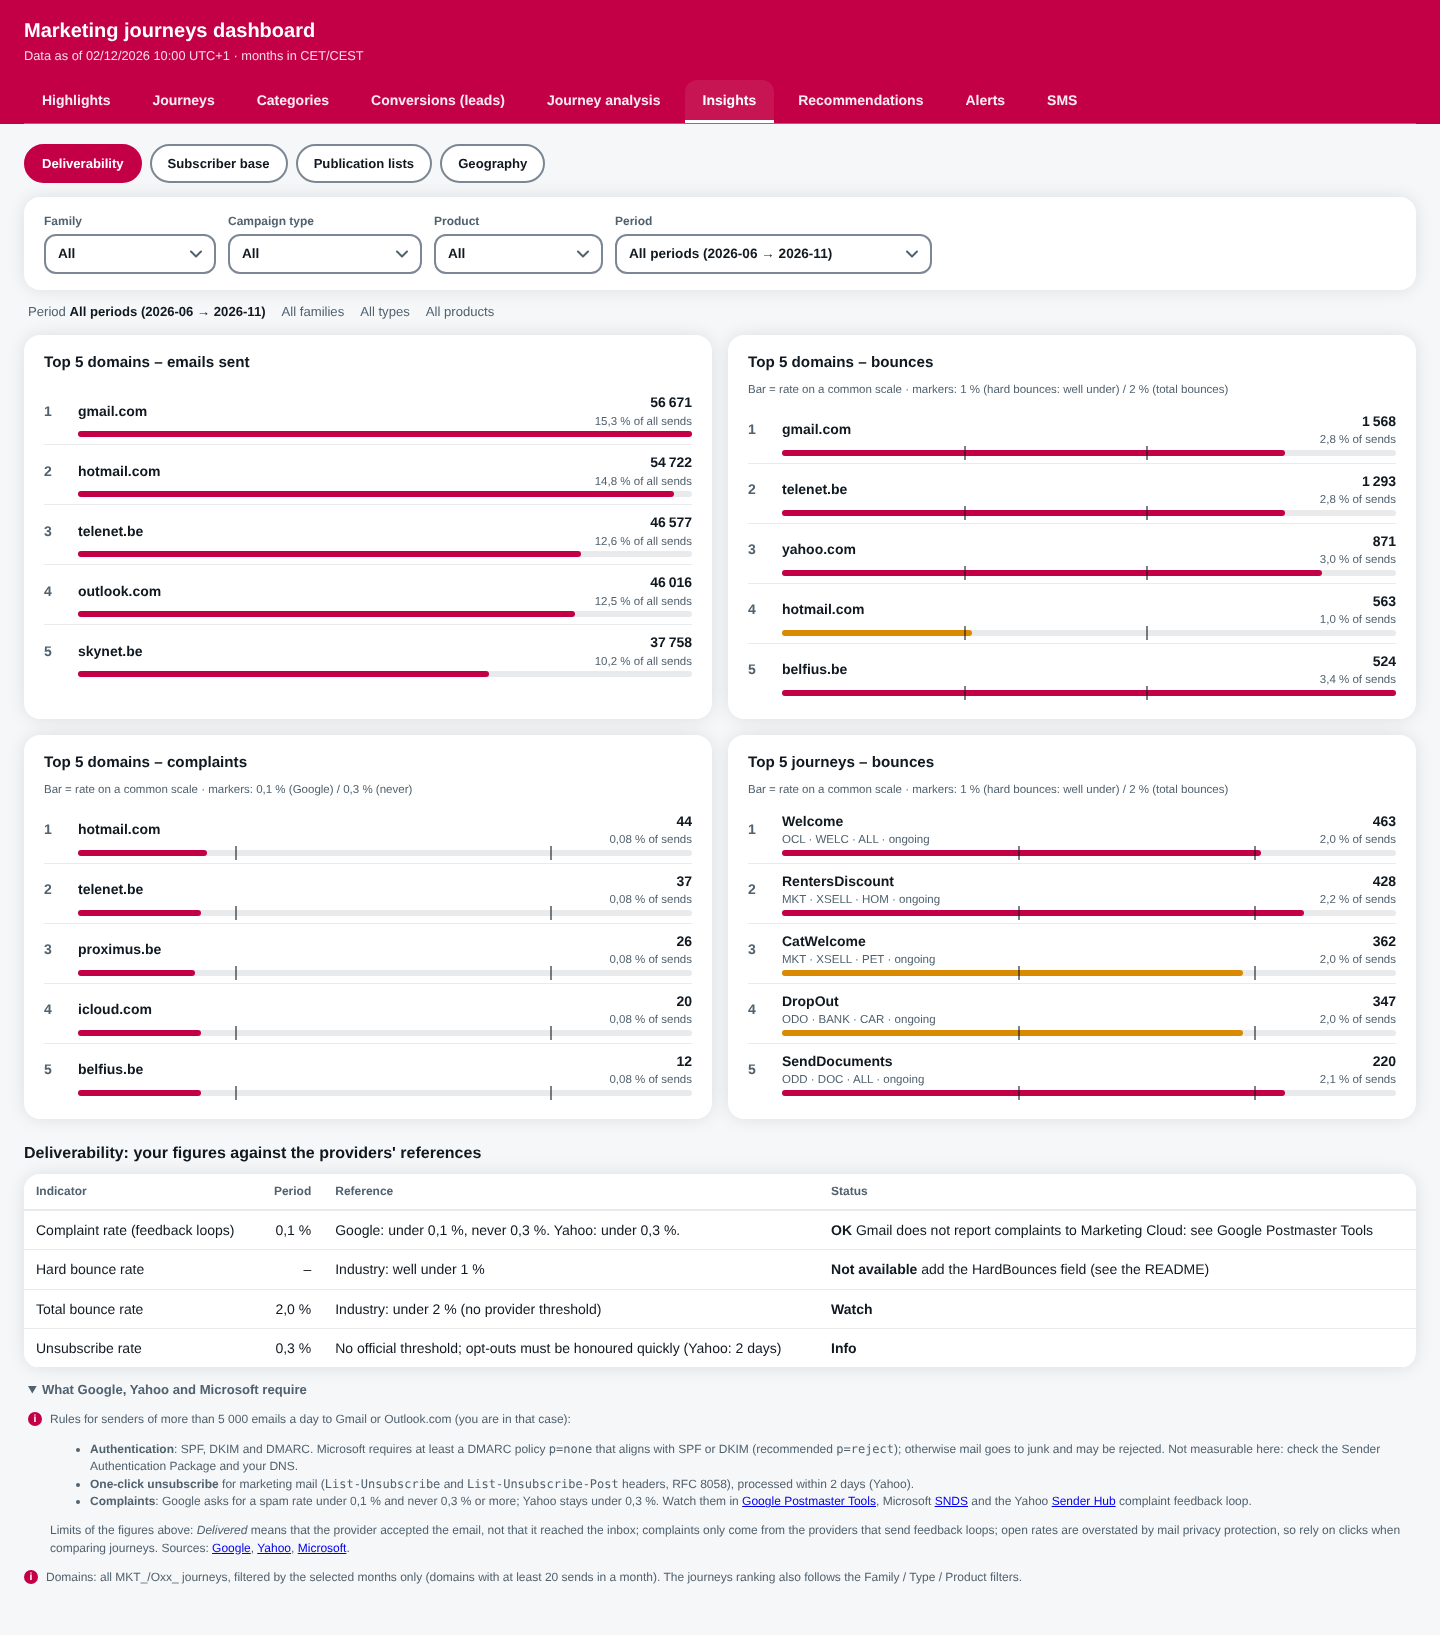 Marketing journeys dashboard
Data as of 02/12/2026 10:00 UTC+1 · months in CET/CEST
Highlights
Journeys
Categories
Conversions (leads)
Journey analysis
Insights
Recommendations
Alerts
SMS
Deliverability
Subscriber base
Publication lists
Geography
Family
Campaign type
Product
Period
All
All
All
All periods (2026-06 → 2026-11)
Period All periods (2026-06 → 2026-11) All families All types All products
Top 5 domains – emails sent
1 gmail.com 56 671
15,3 % of all sends
2 hotmail.com 54 722
14,8 % of all sends
3 telenet.be 46 577
12,6 % of all sends
4 outlook.com 46 016
12,5 % of all sends
5 skynet.be 37 758
10,2 % of all sends
Top 5 domains – bounces
Bar = rate on a common scale · markers: 1 % (hard bounces: well under) / 2 % (total bounces)
1 gmail.com 1 568
2,8 % of sends
2 telenet.be 1 293
2,8 % of sends
3 yahoo.com 871
3,0 % of sends
4 hotmail.com 563
1,0 % of sends
5 belfius.be 524
3,4 % of sends
Top 5 domains – complaints
Bar = rate on a common scale · markers: 0,1 % (Google) / 0,3 % (never)
1 hotmail.com 44
0,08 % of sends
2 telenet.be 37
0,08 % of sends
3 proximus.be 26
0,08 % of sends
4 icloud.com 20
0,08 % of sends
5 belfius.be 12
0,08 % of sends
Top 5 journeys – bounces
Bar = rate on a common scale · markers: 1 % (hard bounces: well under) / 2 % (total bounces)
1 Welcome 463
OCL · WELC · ALL · ongoing 2,0 % of sends
2 RentersDiscount 428
MKT · XSELL · HOM · ongoing 2,2 % of sends
3 CatWelcome 362
MKT · XSELL · PET · ongoing 2,0 % of sends
4 DropOut 347
ODO · BANK · CAR · ongoing 2,0 % of sends
5 SendDocuments 220
ODD · DOC · ALL · ongoing 2,1 % of sends
Deliverability: your figures against the providers' references
Indicator Period Reference Status
Complaint rate (feedback loops) 0,1 % Google: under 0,1 %, never 0,3 %. Yahoo: under 0,3 %. OK Gmail does not report complaints to Marketing Cloud: see Google Postmaster Tools
Hard bounce rate – Industry: well under 1 % Not available add the HardBounces field (see the README)
Total bounce rate 2,0 % Industry: under 2 % (no provider threshold) Watch
Unsubscribe rate 0,3 % No official threshold; opt-outs must be honoured quickly (Yahoo: 2 days) Info
▼ What Google, Yahoo and Microsoft require
i Rules for senders of more than 5 000 emails a day to Gmail or Outlook.com (you are in that case):
• Authentication: SPF, DKIM and DMARC. Microsoft requires at least a DMARC policy p=none that aligns with SPF or DKIM (recommended p=reject); otherwise mail goes to junk and may be rejected. Not measurable here: check the Sender
Authentication Package and your DNS.
• One-click unsubscribe for marketing mail (List-Unsubscribe and List-Unsubscribe-Post headers, RFC 8058), processed within 2 days (Yahoo).
• Complaints: Google asks for a spam rate under 0,1 % and never 0,3 % or more; Yahoo stays under 0,3 %. Watch them in Google Postmaster Tools, Microsoft SNDS and the Yahoo Sender Hub complaint feedback loop.
Limits of the figures above: Delivered means that the provider accepted the email, not that it reached the inbox; complaints only come from the providers that send feedback loops; open rates are overstated by mail privacy protection, so rely on clicks when
comparing journeys. Sources: Google, Yahoo, Microsoft.
i Domains: all MKT_/Oxx_ journeys, filtered by the selected months only (domains with at least 20 sends in a month). The journeys ranking also follows the Family / Type / Product filters.